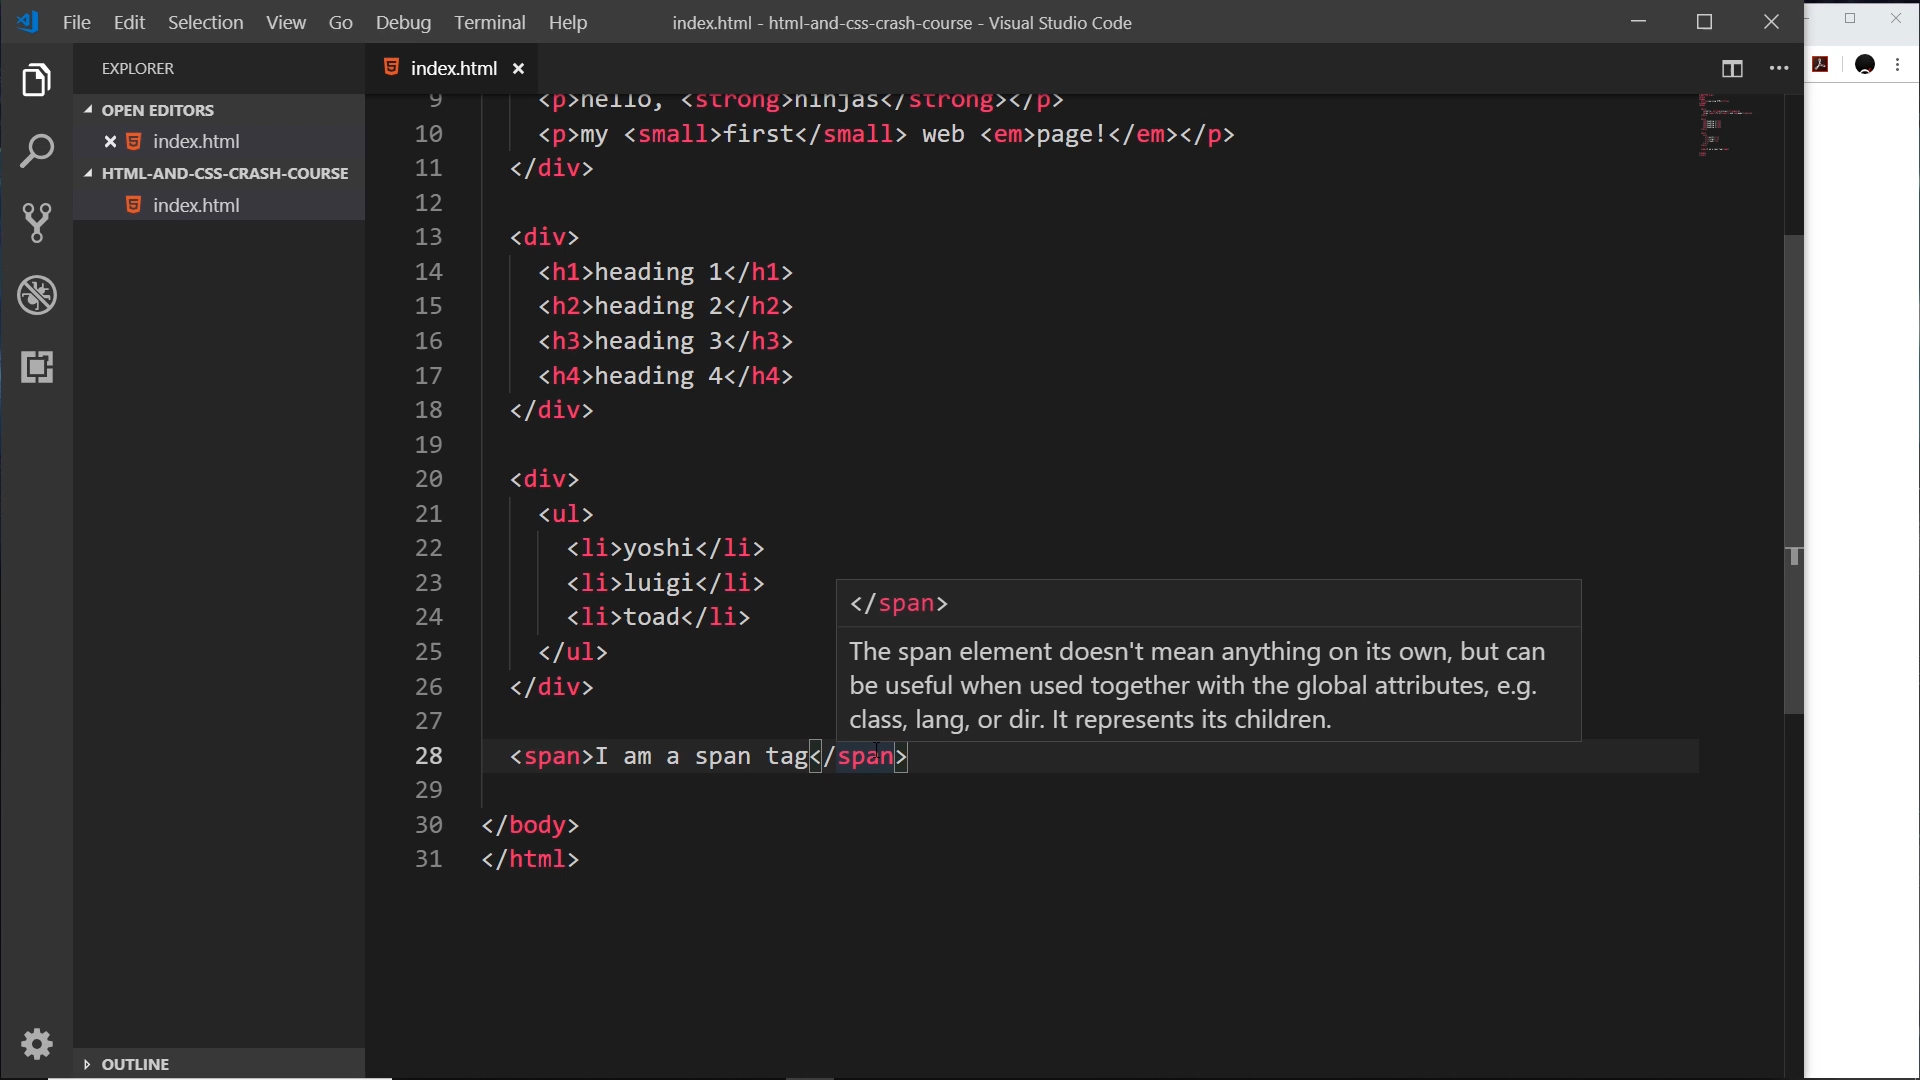 File Edit Selection View Go Debug Terminal Help
index.html - html-and-css-crash-course - Visual Studio Code
EXPLORER
OPEN EDITORS
index.html
HTML-AND-CSS-CRASH-COURSE
index.html
OUTLINE
index.html
9 <p>hello, <strong>ninjas</strong></p>
10 <p>my <small>first</small> web <em>page!</em></p>
11 </div>
12
13 <div>
14 <h1>heading 1</h1>
15 <h2>heading 2</h2>
16 <h3>heading 3</h3>
17 <h4>heading 4</h4>
18 </div>
19
20 <div>
21 <ul>
22 <li>yoshi</li>
23 <li>luigi</li>
24 <li>toad</li>
25 </ul>
26 </div>
27
28 <span>I am a span tag</span>
29
30 </body>
31 </html>
</span>
The span element doesn't mean anything on its own, but can
be useful when used together with the global attributes, e.g.
class, lang, or dir. It represents its children.